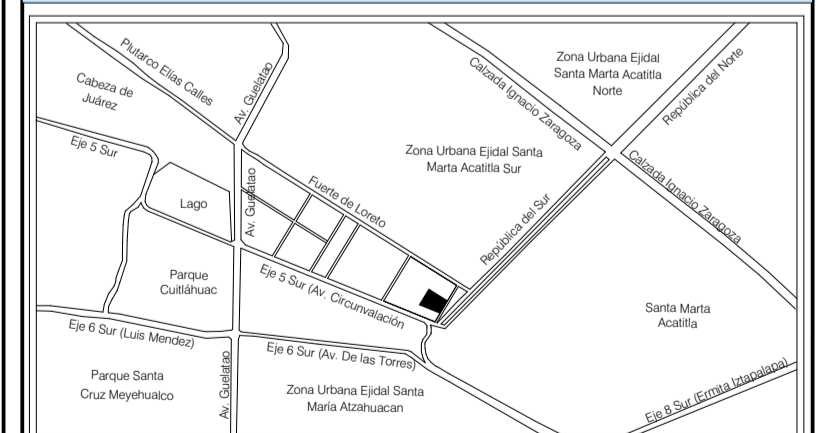 Plutarco Elías Calles
Cabeza de
Juárez
Av. Guelatao
Calzada Ignacio Zaragoza
Zona Urbana Ejidal
Santa Marta Acatitla
Norte
República del Norte
Eje 5 Sur
Zona Urbana Ejidal Santa
Marta Acatitla Sur
Calzada Ignacio Zaragoza
Lago
Av. Guelatao
Fuerte de Loreto
República del Sur
Parque
Cuitláhuac
Eje 5 Sur (Av. Circunvalación
Santa Marta
Acatitla
Eje 6 Sur (Luis Mendez)
Eje 6 Sur (Av. De las Torres)
Parque Santa
Cruz Meyehualco
Av. Guelatao
Zona Urbana Ejidal Santa
María Atzahuacan
Eje 8 Sur (Ermita Iztapalapa)